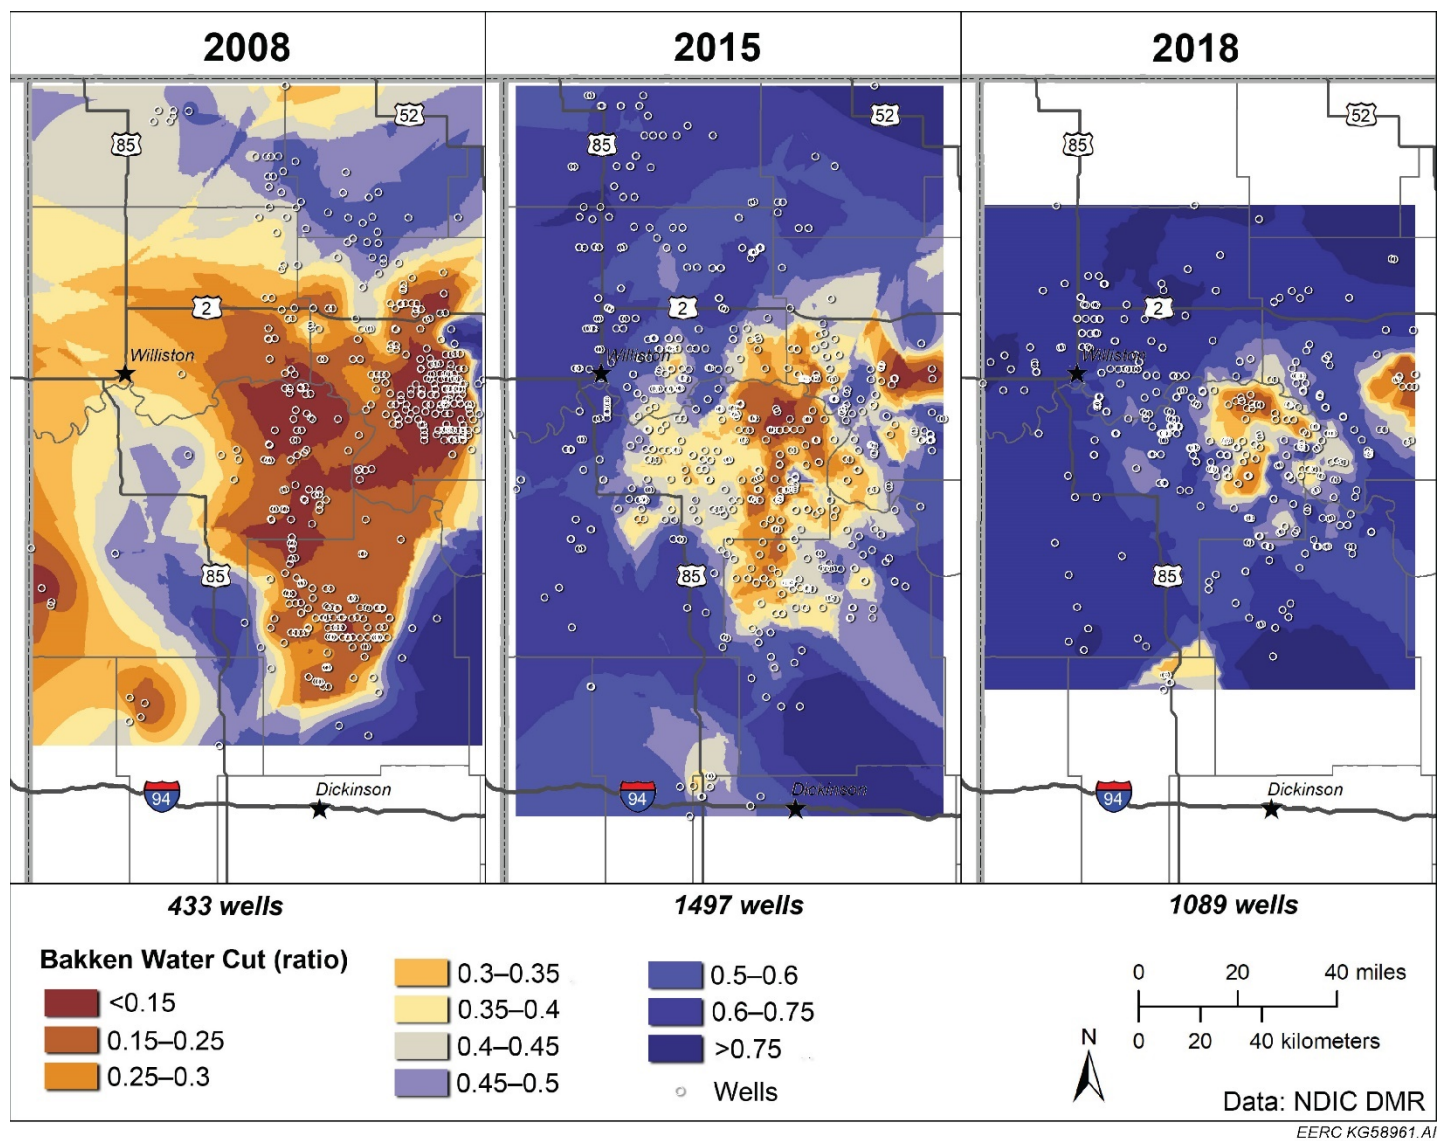 2008
2015
2018
52
85
2
Williston
85
94
Dickinson
52
85
2
Williston
85
94
Dickinson
52
85
2
Williston
85
94
Dickinson
433 wells
1497 wells
1089 wells
Bakken Water Cut (ratio)
<0.15
0.15–0.25
0.25–0.3
0.3–0.35
0.35–0.4
0.4–0.45
0.45–0.5
0.5–0.6
0.6–0.75
>0.75
Wells
0 20 40 miles
0 20 40 kilometers
N
Data: NDIC DMR
EERC KG58961.AI